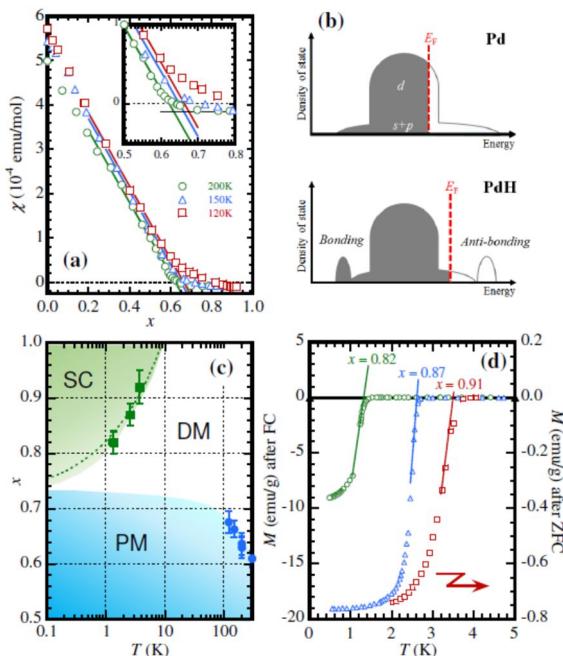 χ (10⁻⁴ emu/mol)
6
5
4
3
2
1
0
0.0
0.2
0.4
0.6
0.8
1.0
x
1
0
0.5
0.6
0.7
0.8
200K
150K
120K
(a)
(b)
Density of state
E_F
Pd
d
s+p
Energy
Density of state
E_F
PdH
Bonding
Anti-bonding
Energy
x
1.0
0.9
0.8
0.7
0.6
0.5
SC
(c)
DM
PM
0.1
1
10
100
T (K)
M (emu/g) after FC
5
0
-5
-10
-15
-20
x = 0.82
(d)
x = 0.87
x = 0.91
0.2
0.0
-0.2
-0.4
-0.6
-0.8
M (emu/g) after ZFC
0
1
2
3
4
5
T (K)